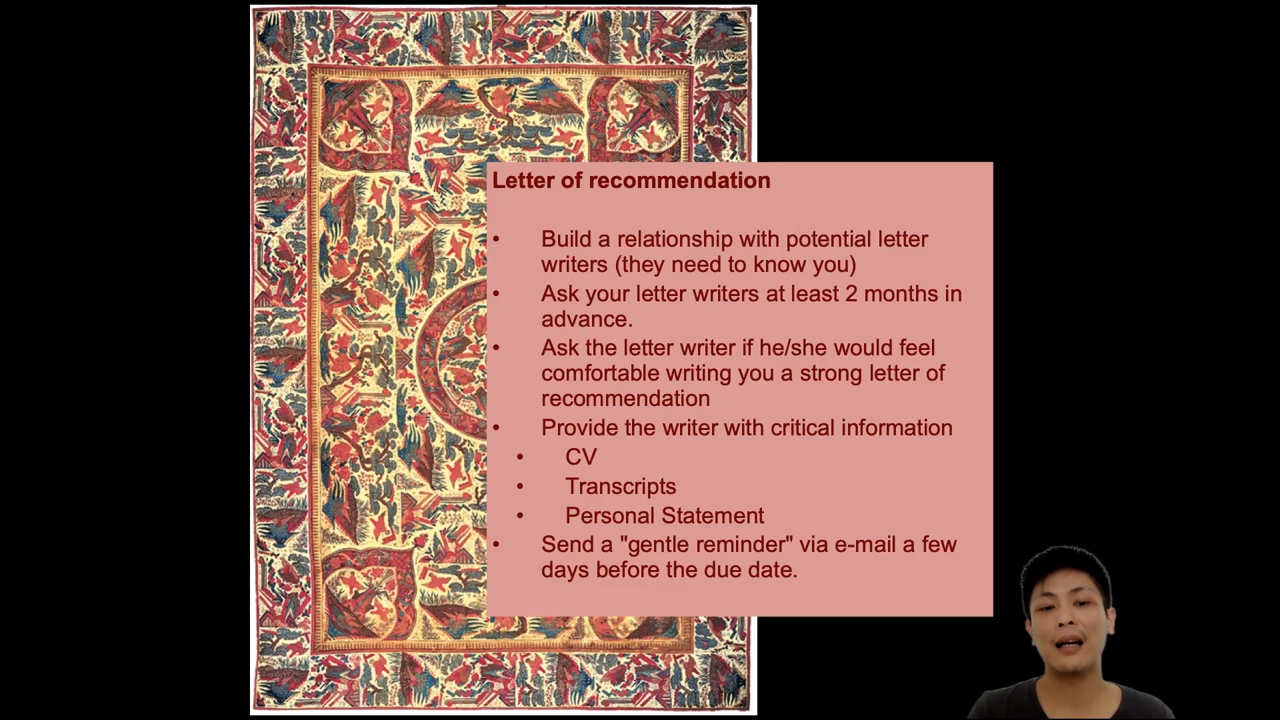 Letter of recommendation
• Build a relationship with potential letter
writers (they need to know you)
• Ask your letter writers at least 2 months in
advance.
• Ask the letter writer if he/she would feel
comfortable writing you a strong letter of
recommendation
• Provide the writer with critical information
• CV
• Transcripts
• Personal Statement
• Send a "gentle reminder" via e-mail a few
days before the due date.